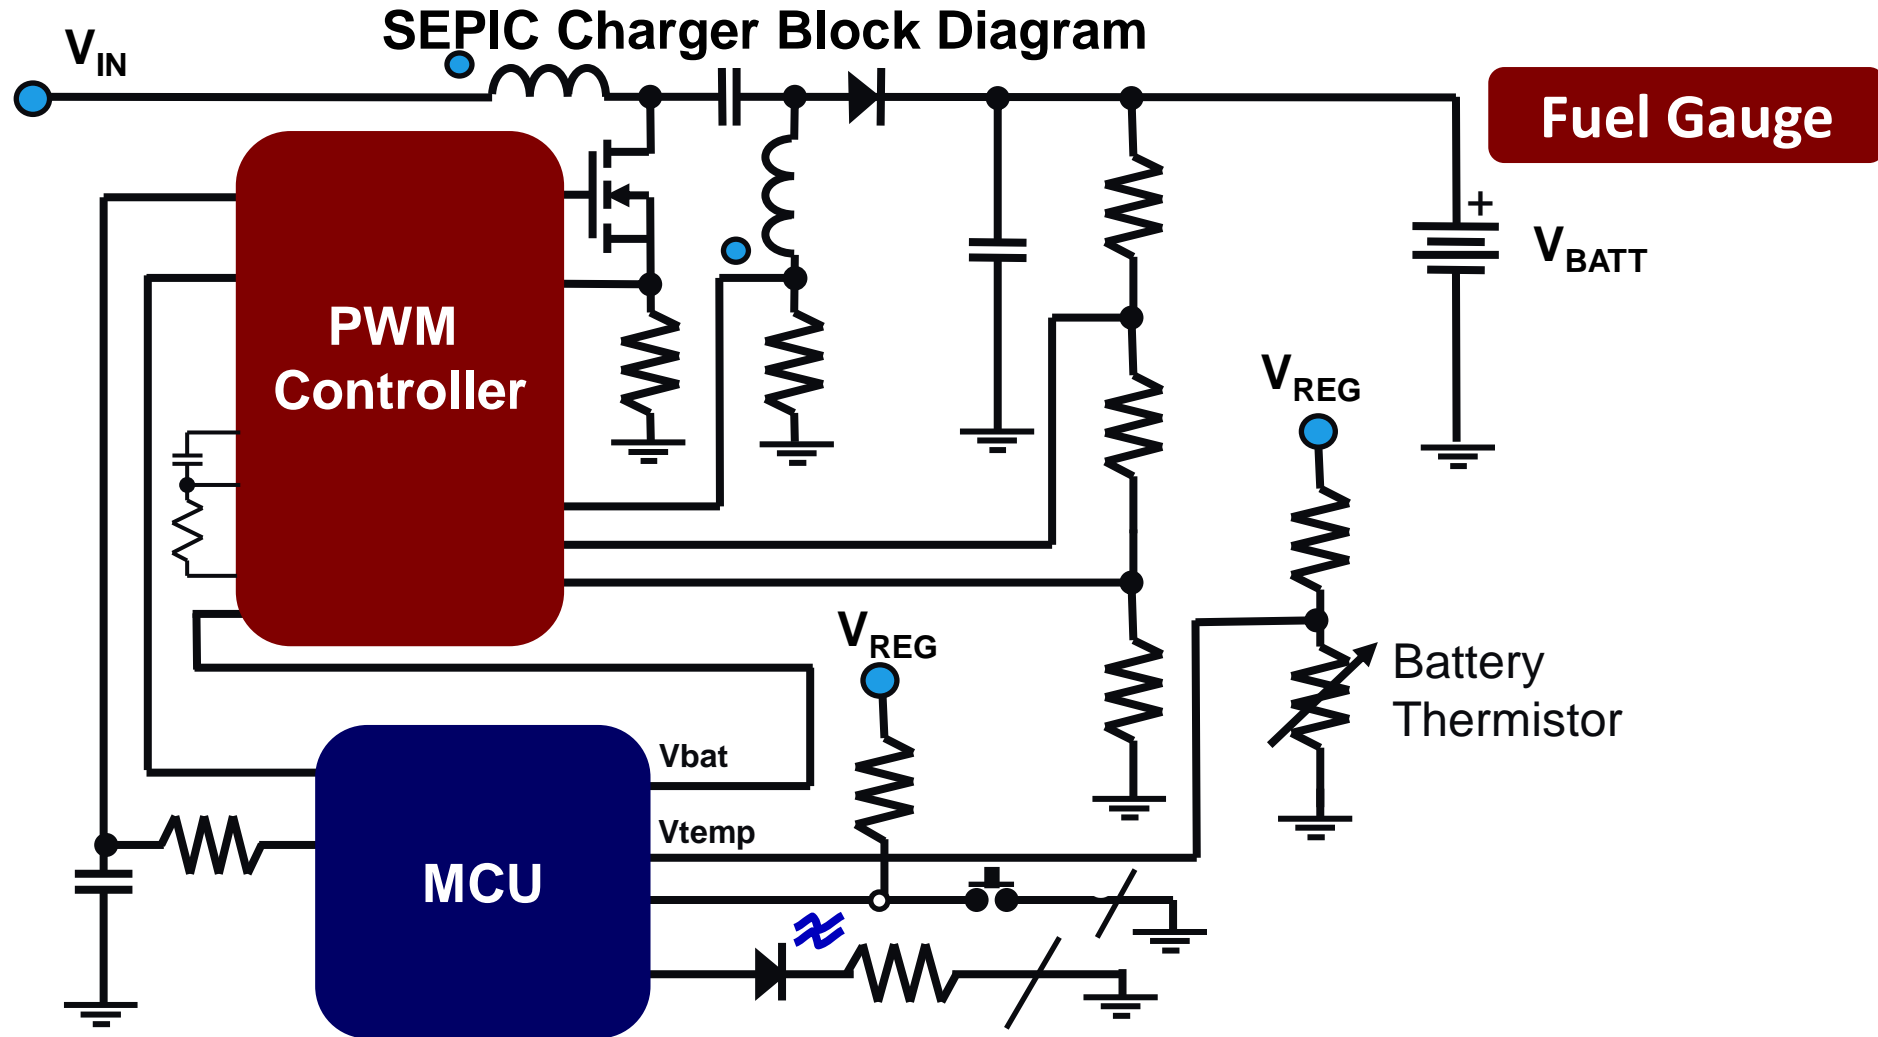 SEPIC Charger Block Diagram
VIN
Fuel Gauge
+
VBATT
PWM
Controller
VREG
VREG
Battery
Thermistor
Vbat
Vtemp
MCU